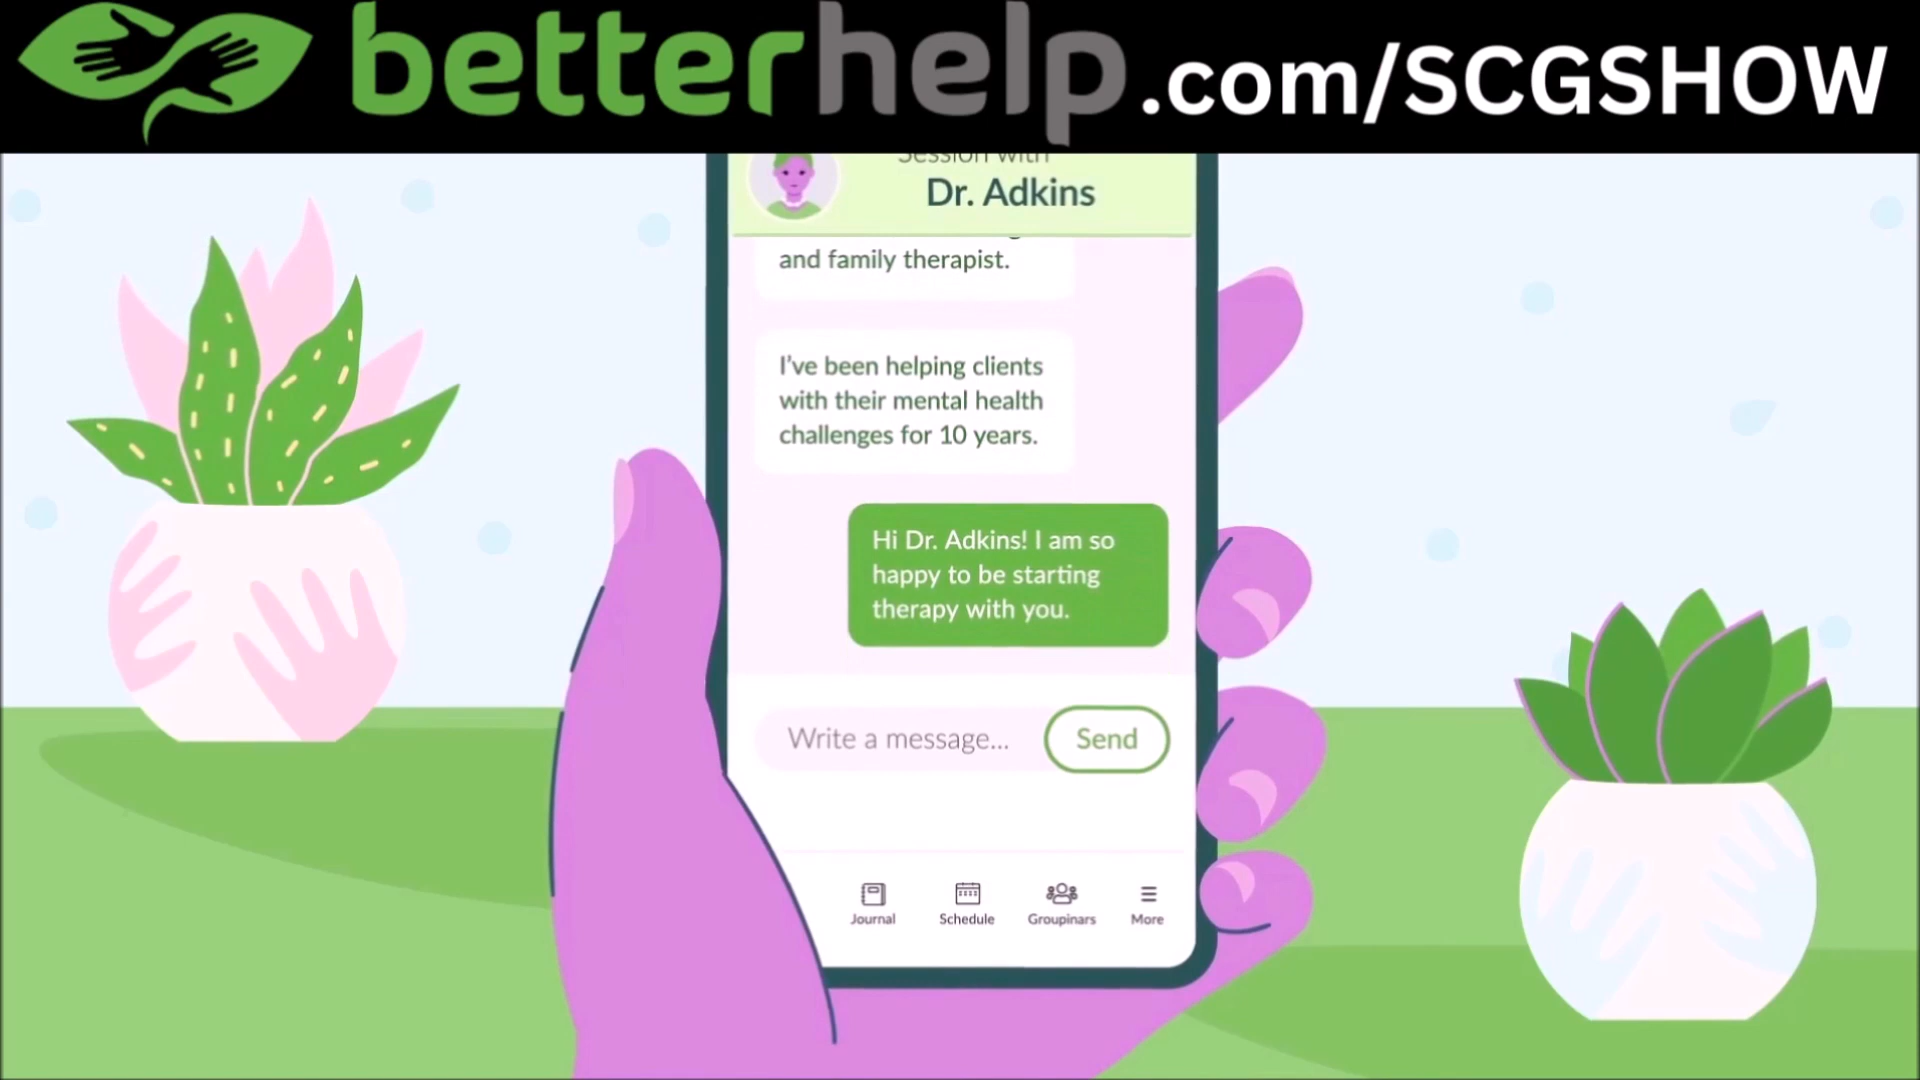 betterhelp.com/SCGSHOW
Session with
Dr. Adkins
and family therapist.
I've been helping clients
with their mental health
challenges for 10 years.
Hi Dr. Adkins! I am so
happy to be starting
therapy with you.
Write a message...
Send
Journal
Schedule
Groupinars
More